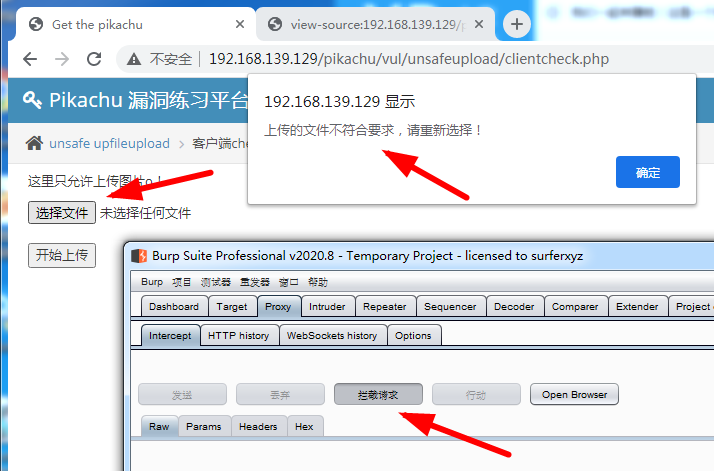 Get the pikachu
view-source:192.168.139.129/p
不安全 192.168.139.129/pikachu/vul/unsafeupload/clientcheck.php
Pikachu 漏洞练习平台
192.168.139.129 显示
上传的文件不符合要求，请重新选择！
确定
unsafe upfileupload > 客户端che
这里只允许上传图片o！
选择文件 未选择任何文件
开始上传
Burp Suite Professional v2020.8 - Temporary Project - licensed to surferxyz
Burp 项目 测试器 重发器 窗口 帮助
Dashboard Target Proxy Intruder Repeater Sequencer Decoder Comparer Extender Project
Intercept HTTP history WebSockets history Options
发送 丢弃 拦截请求 行动 Open Browser
Raw Params Headers Hex